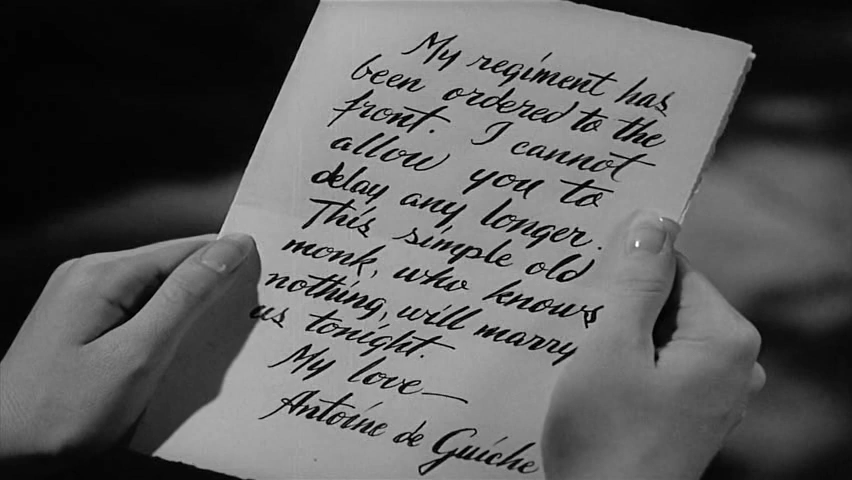 My regiment has
been ordered to the
front. I cannot
allow you to
delay any longer.
This simple old
monk, who knows
nothing, will marry
us tonight.
My love—
Antoine de Guiche